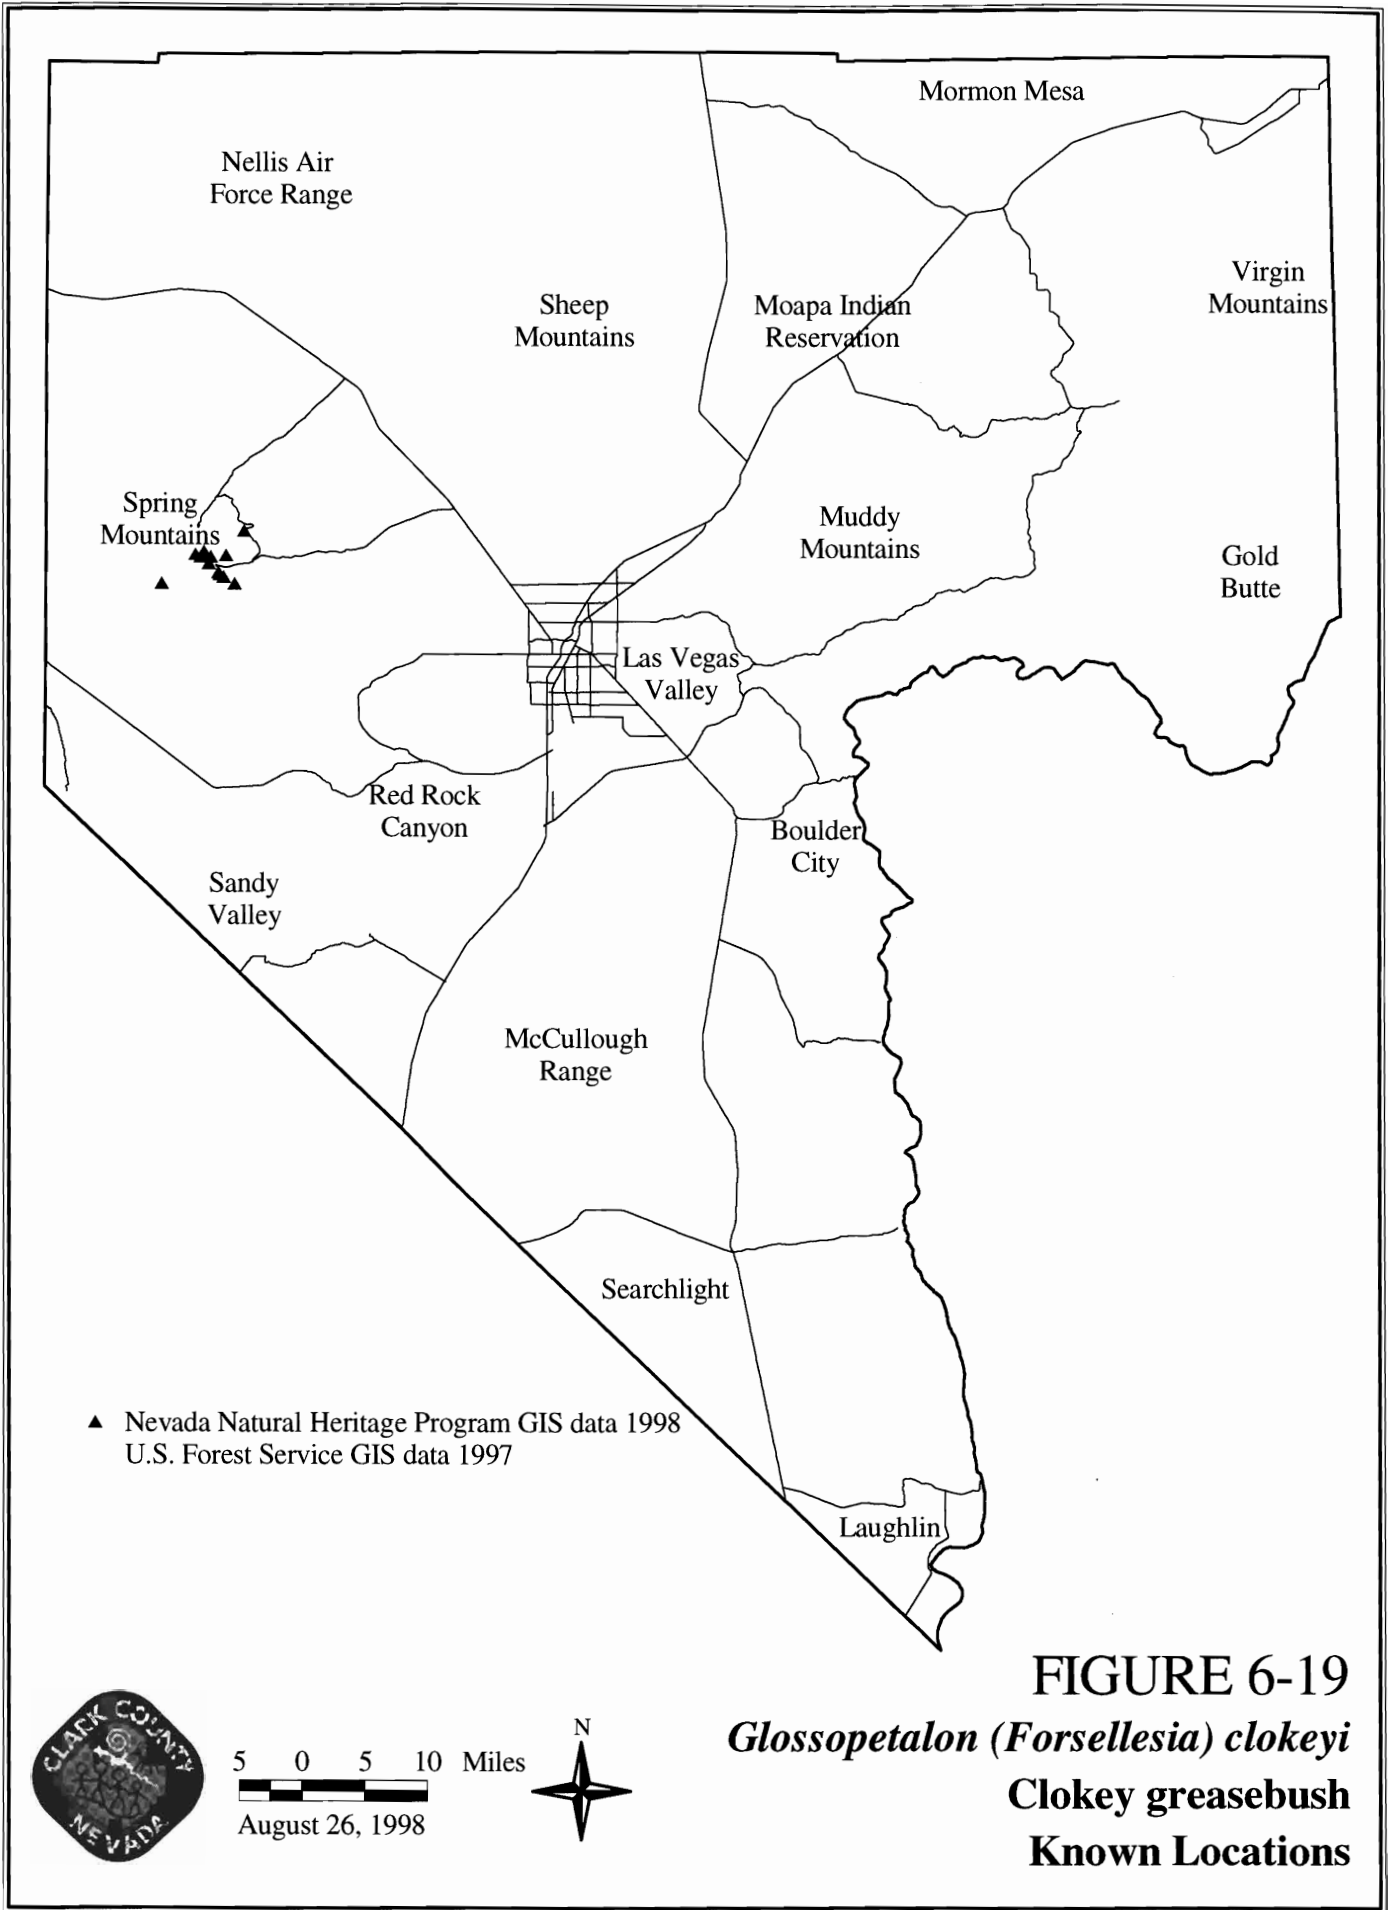 Mormon Mesa
Nellis Air
Force Range
Virgin
Mountains
Sheep
Mountains
Moapa Indian
Reservation
Spring
Mountains
Muddy
Mountains
Gold
Butte
Las Vegas
Valley
Red Rock
Canyon
Boulder
City
Sandy
Valley
McCullough
Range
Searchlight
Nevada Natural Heritage Program GIS data 1998
U.S. Forest Service GIS data 1997
Laughlin
FIGURE 6-19
Glossopetalon (Forsellesia) clokeyi
Clokey greasebush
Known Locations
CLARK COUNTY
NEVADA
5 0 5 10 Miles
August 26, 1998
N